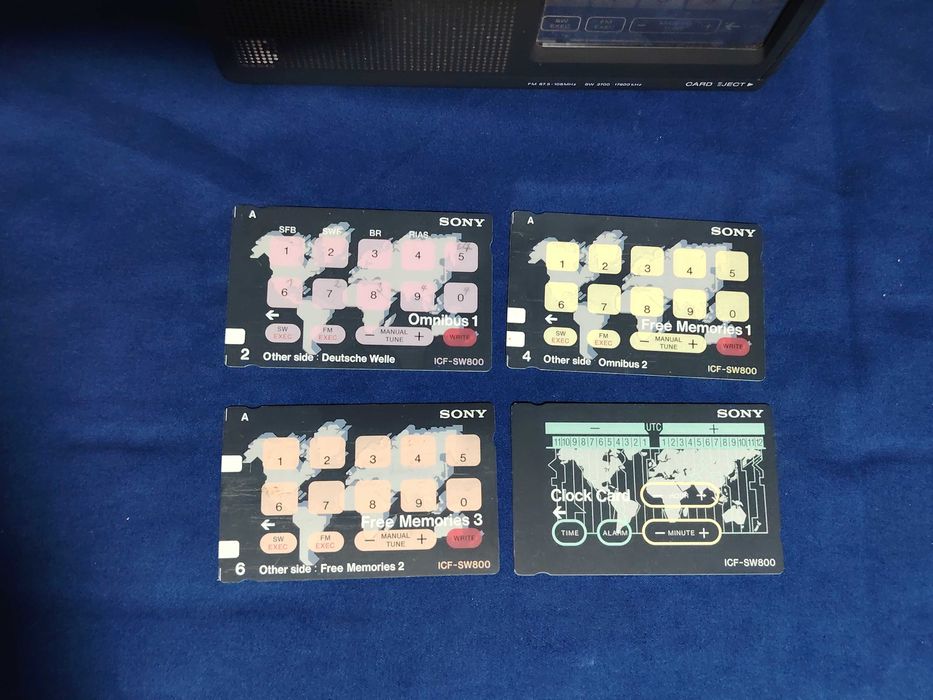 SW FM
EXEC EXEC − MANUAL +
TUNE
FM 87.5-108MHz SW 3700-17900kHz CARD EJECT ▶
A
SONY
SFB SWF BR RIAS
1 2 3 4 5
6 7 8 9 0
Omnibus 1
SW EXEC FM EXEC − MANUAL TUNE + WRITE
2 Other side : Deutsche Welle ICF-SW800
A
SONY
1 2 3 4 5
6 7 8 9 0
Free Memories 1
SW EXEC FM EXEC − MANUAL TUNE + WRITE
4 Other side : Omnibus 2 ICF-SW800
A
SONY
1 2 3 4 5
6 7 8 9 0
Free Memories 3
SW EXEC FM EXEC − MANUAL TUNE + WRITE
6 Other side : Free Memories 2 ICF-SW800
SONY
− UTC +
11 10 9 8 7 6 5 4 3 2 1 1 2 3 4 5 6 7 8 9 10 11 12
Clock Card − HOUR +
TIME ALARM − MINUTE +
ICF-SW800